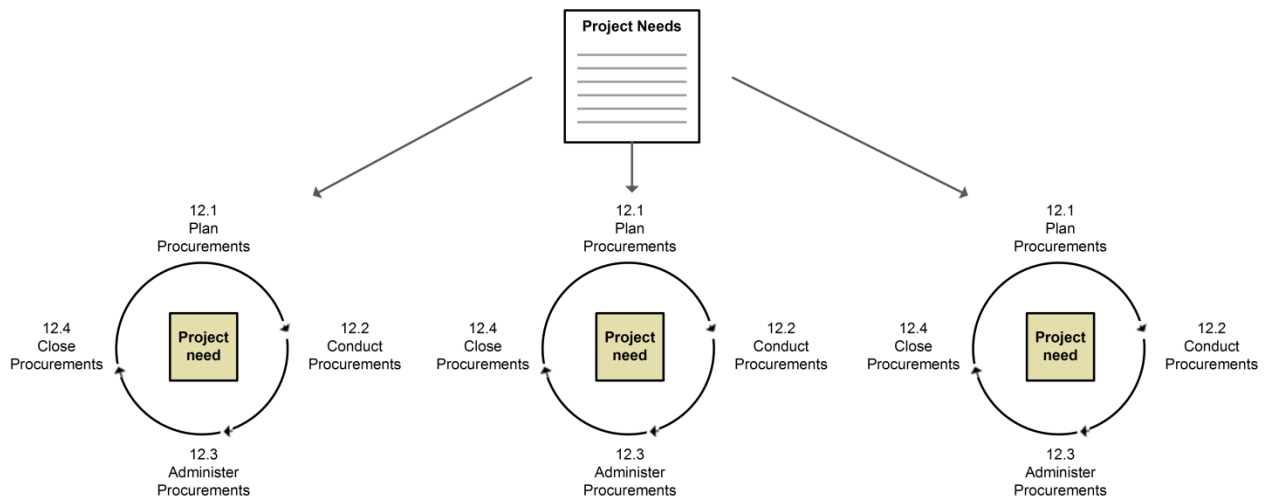 Project Needs
12.1
Plan
Procurements
12.4
Close
Procurements
Project
need
12.2
Conduct
Procurements
12.3
Administer
Procurements
12.1
Plan
Procurements
12.4
Close
Procurements
Project
need
12.2
Conduct
Procurements
12.3
Administer
Procurements
12.1
Plan
Procurements
12.4
Close
Procurements
Project
need
12.2
Conduct
Procurements
12.3
Administer
Procurements